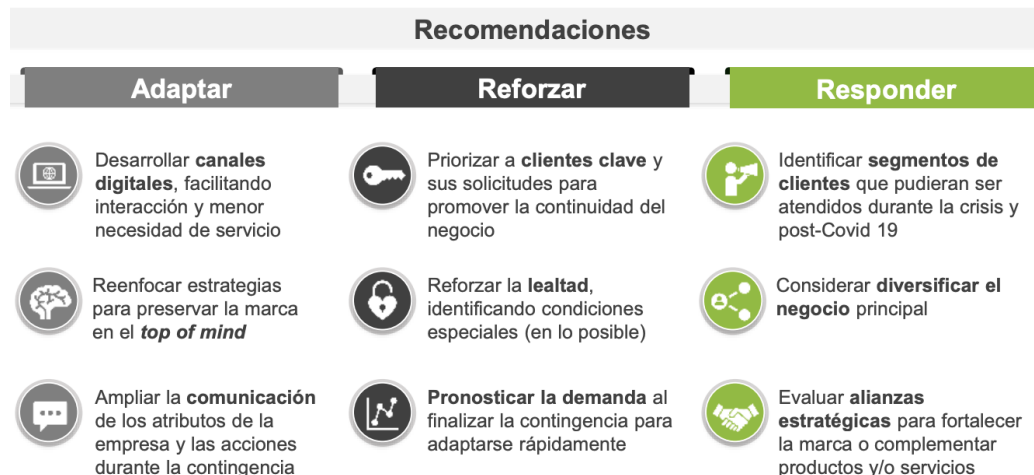 Recomendaciones
Adaptar
Desarrollar canales
digitales, facilitando
interacción y menor
necesidad de servicio
Reenfocar estrategias
para preservar la marca
en el top of mind
Ampliar la comunicación
de los atributos de la
empresa y las acciones
durante la contingencia
Reforzar
Priorizar a clientes clave y
sus solicitudes para
promover la continuidad del
negocio
Reforzar la lealtad,
identificando condiciones
especiales (en lo posible)
Pronosticar la demanda al
finalizar la contingencia para
adaptarse rápidamente
Responder
Identificar segmentos de
clientes que pudieran ser
atendidos durante la crisis y
post-Covid 19
Considerar diversificar el
negocio principal
Evaluar alianzas
estratégicas para fortalecer
la marca o complementar
productos y/o servicios